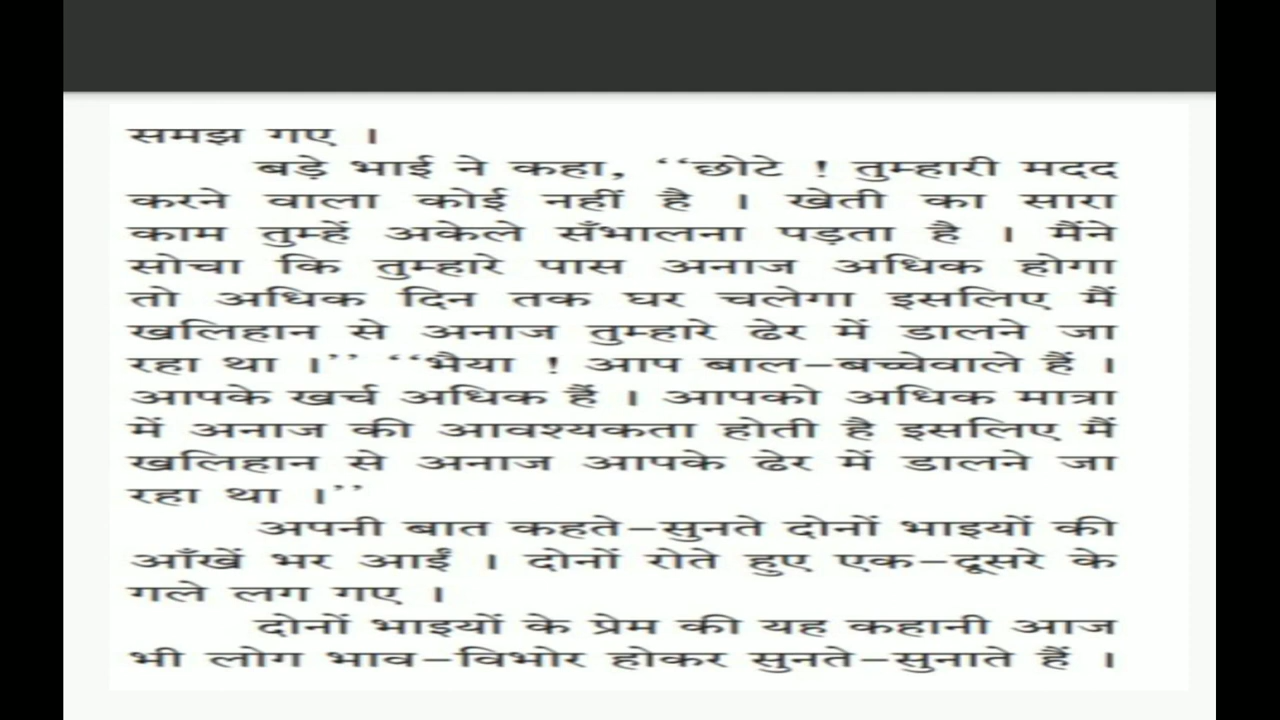 समझ गए ।
बड़े भाई ने कहा, ‘‘छोटे ! तुम्हारी मदद
करने वाला कोई नहीं है । खेती का सारा
काम तुम्हें अकेले सँभालना पड़ता है । मैंने
सोचा कि तुम्हारे पास अनाज अधिक होगा
तो अधिक दिन तक घर चलेगा इसलिए मैं
खलिहान से अनाज तुम्हारे ढेर में डालने जा
रहा था ।’’ ‘‘भैया ! आप बाल–बच्चेवाले हैं ।
आपके खर्च अधिक हैं । आपको अधिक मात्रा
में अनाज की आवश्यकता होती है इसलिए मैं
खलिहान से अनाज आपके ढेर में डालने जा
रहा था ।’’
अपनी बात कहते–सुनते दोनों भाइयों की
आँखें भर आईं । दोनों रोते हुए एक–दूसरे के
गले लग गए ।
दोनों भाइयों के प्रेम की यह कहानी आज
भी लोग भाव–विभोर होकर सुनते–सुनाते हैं ।